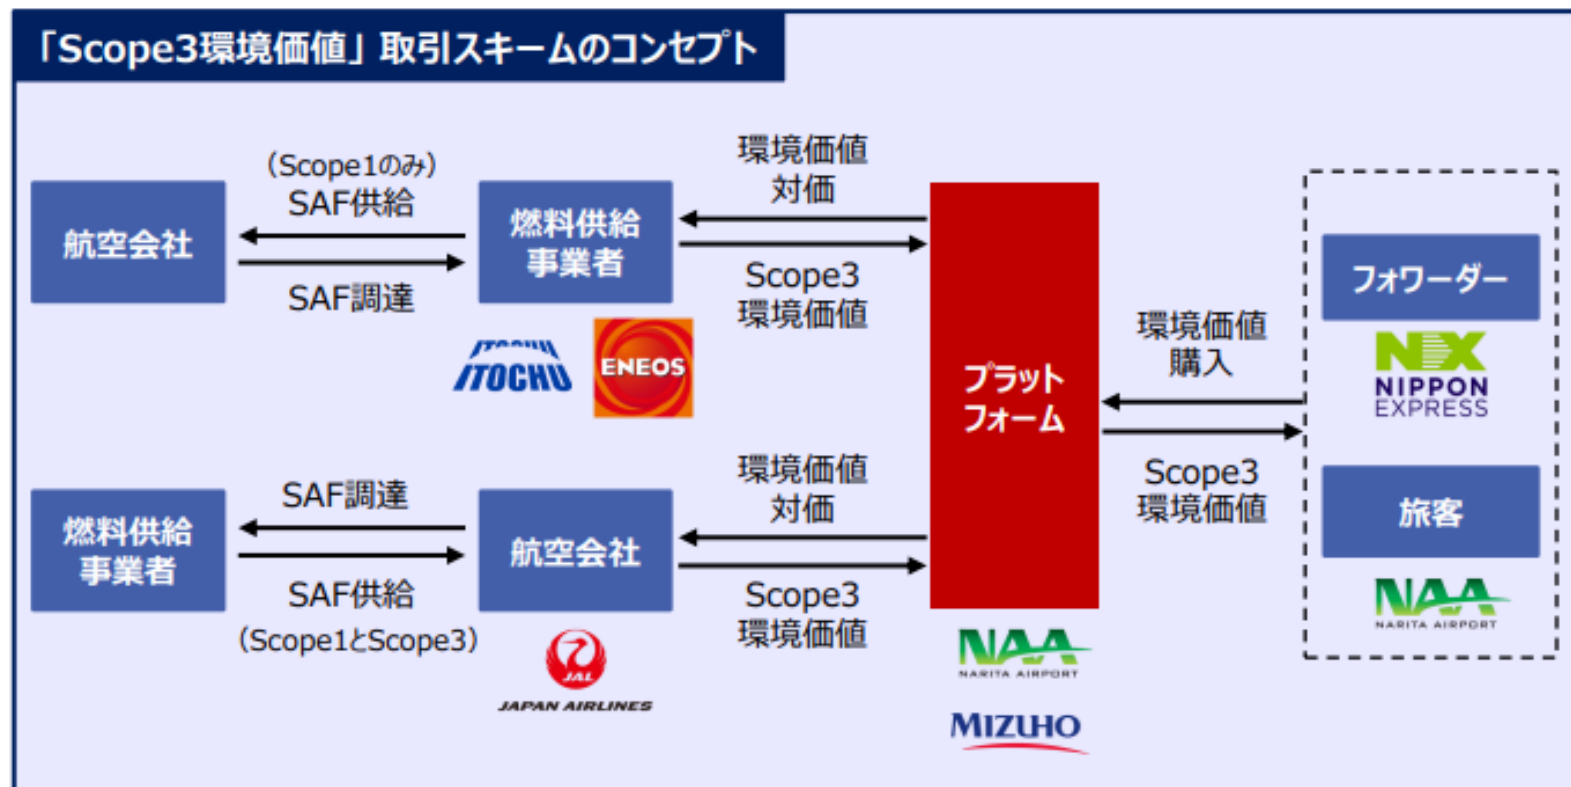 「Scope3環境価値」取引スキームのコンセプト
（Scope1のみ）
SAF供給
航空会社
SAF調達
燃料供給
事業者
ITOCHU
ENEOS
環境価値
対価
Scope3
環境価値
プラット
フォーム
環境価値
購入
Scope3
環境価値
フォワーダー
NX
NIPPON
EXPRESS
旅客
NAA
NARITA AIRPORT
燃料供給
事業者
SAF調達
SAF供給
（Scope1とScope3）
航空会社
JAL
JAPAN AIRLINES
環境価値
対価
Scope3
環境価値
NAA
NARITA AIRPORT
MIZUHO